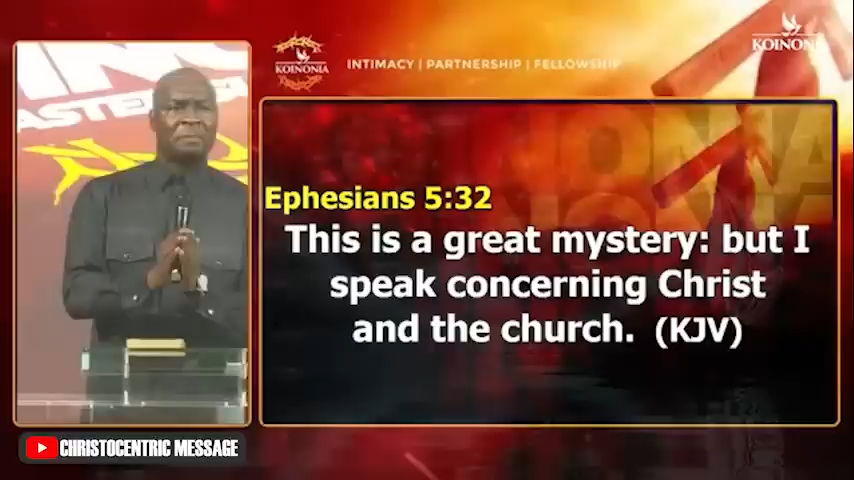 KOINONIA
INTIMACY | PARTNERSHIP | FELLOWSHIP
KOINONIA
Ephesians 5:32
This is a great mystery: but I
speak concerning Christ
and the church. (KJV)
CHRISTOCENTRIC MESSAGE